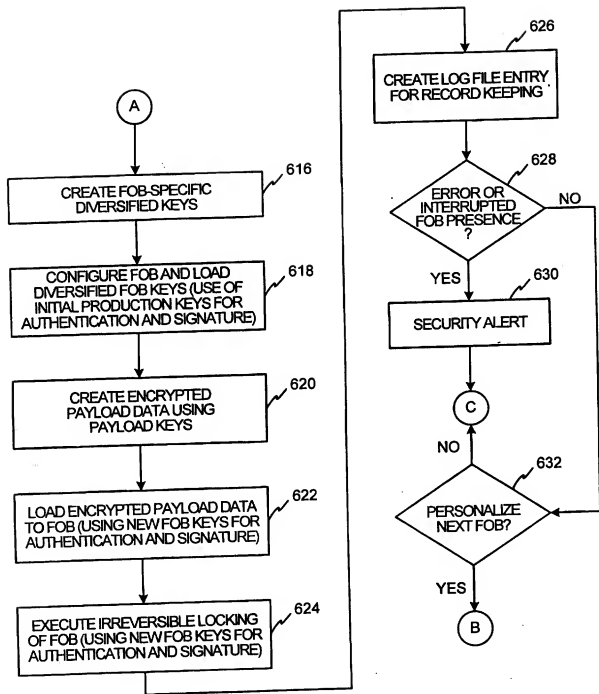 A
616
CREATE FOB-SPECIFIC
DIVERSIFIED KEYS
618
CONFIGURE FOB AND LOAD
DIVERSIFIED FOB KEYS (USE OF
INITIAL PRODUCTION KEYS FOR
AUTHENTICATION AND SIGNATURE)
620
CREATE ENCRYPTED
PAYLOAD DATA USING
PAYLOAD KEYS
622
LOAD ENCRYPTED PAYLOAD DATA
TO FOB (USING NEW FOB KEYS FOR
AUTHENTICATION AND SIGNATURE)
624
EXECUTE IRREVERSIBLE LOCKING
OF FOB (USING NEW FOB KEYS FOR
AUTHENTICATION AND SIGNATURE)
626
CREATE LOG FILE ENTRY
FOR RECORD KEEPING
628
ERROR OR
INTERRUPTED
FOB PRESENCE
?
NO
YES
630
SECURITY ALERT
C
NO
632
PERSONALIZE
NEXT FOB?
YES
B